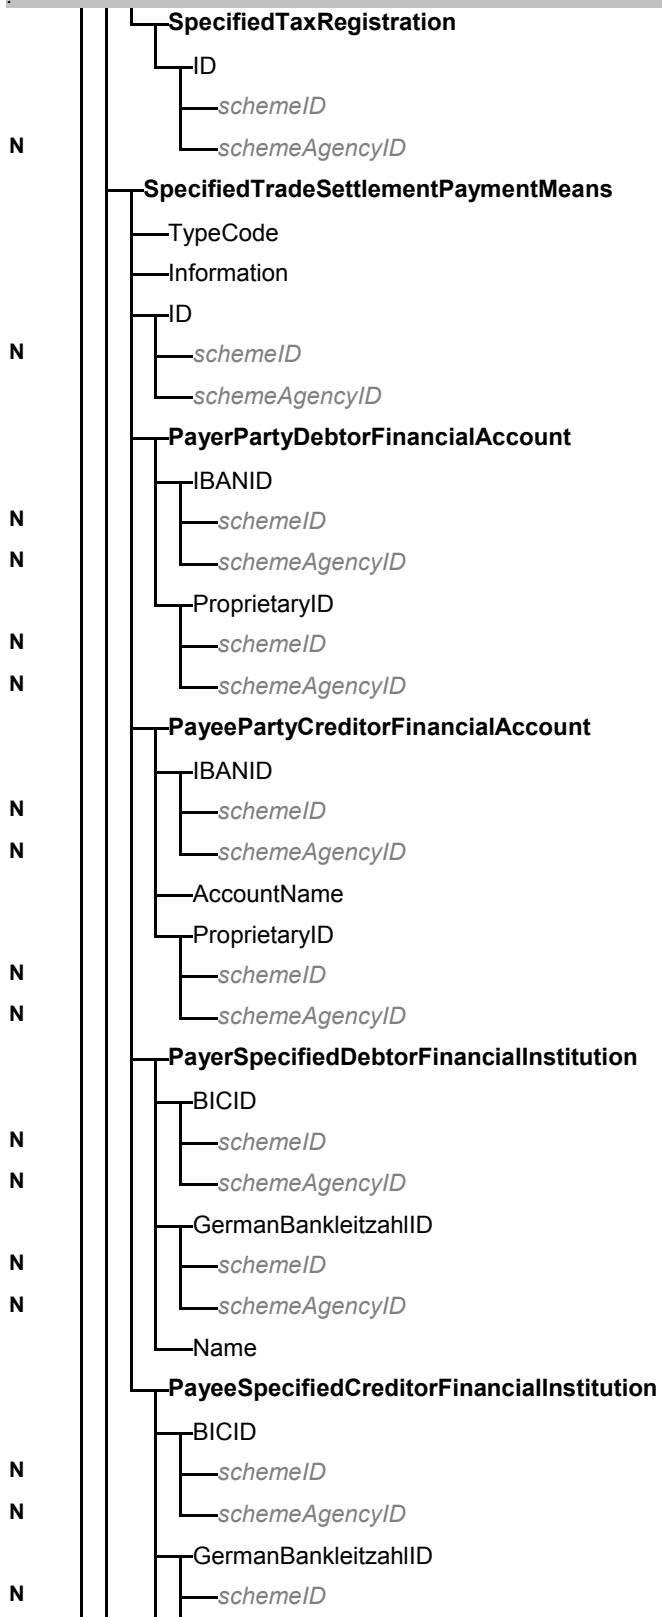 SpecifiedTaxRegistration
ID
schemeID
N schemeAgencyID
SpecifiedTradeSettlementPaymentMeans
TypeCode
Information
ID
N schemeID
schemeAgencyID
PayerPartyDebtorFinancialAccount
IBANID
N schemeID
N schemeAgencyID
ProprietaryID
N schemeID
N schemeAgencyID
PayeePartyCreditorFinancialAccount
IBANID
N schemeID
N schemeAgencyID
AccountName
ProprietaryID
N schemeID
N schemeAgencyID
PayerSpecifiedDebtorFinancialInstitution
BICID
N schemeID
N schemeAgencyID
GermanBankleitzahlID
N schemeID
N schemeAgencyID
Name
PayeeSpecifiedCreditorFinancialInstitution
BICID
N schemeID
N schemeAgencyID
GermanBankleitzahlID
N schemeID